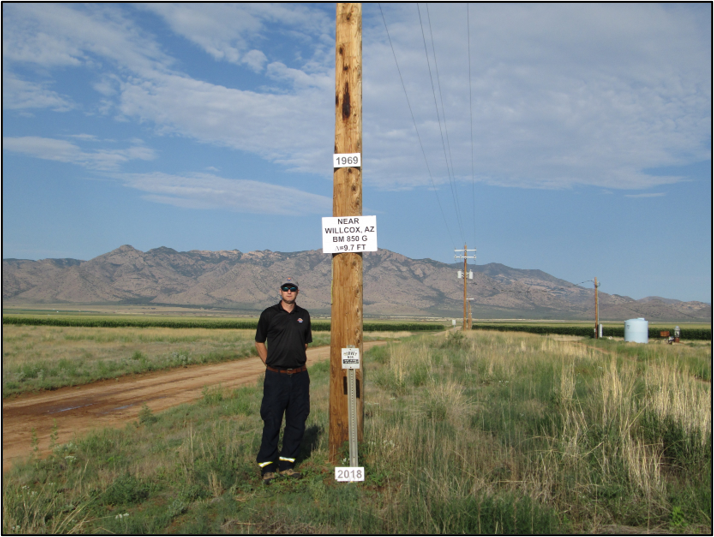 1969
NEAR
WILLCOX, AZ
BM 850 G
\=9.7 FT
2018